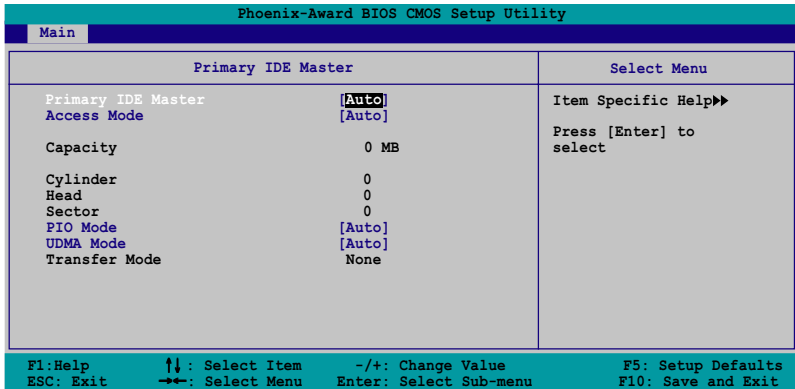 Phoenix-Award BIOS CMOS Setup Utility
Main
Primary IDE Master Select Menu
Primary IDE Master [Auto] Item Specific Help▶▶
Access Mode [Auto]
Press [Enter] to
Capacity 0 MB select
Cylinder 0
Head 0
Sector 0
PIO Mode [Auto]
UDMA Mode [Auto]
Transfer Mode None
F1:Help ↑↓: Select Item -/+: Change Value F5: Setup Defaults
ESC: Exit →←: Select Menu Enter: Select Sub-menu F10: Save and Exit